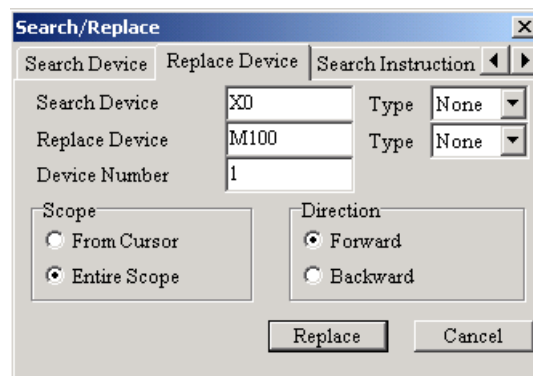 Search/Replace
Search Device Replace Device Search Instruction
Search Device X0 Type None
Replace Device M100 Type None
Device Number 1
Scope Direction
From Cursor Forward
Entire Scope Backward
Replace Cancel